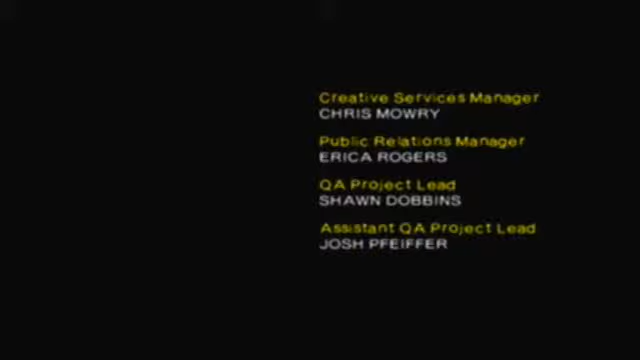 Creative Services Manager
CHRIS MOWRY
Public Relations Manager
ERICA ROGERS
QA Project Lead
SHAWN DOBBINS
Assistant QA Project Lead
JOSH PFEIFFER